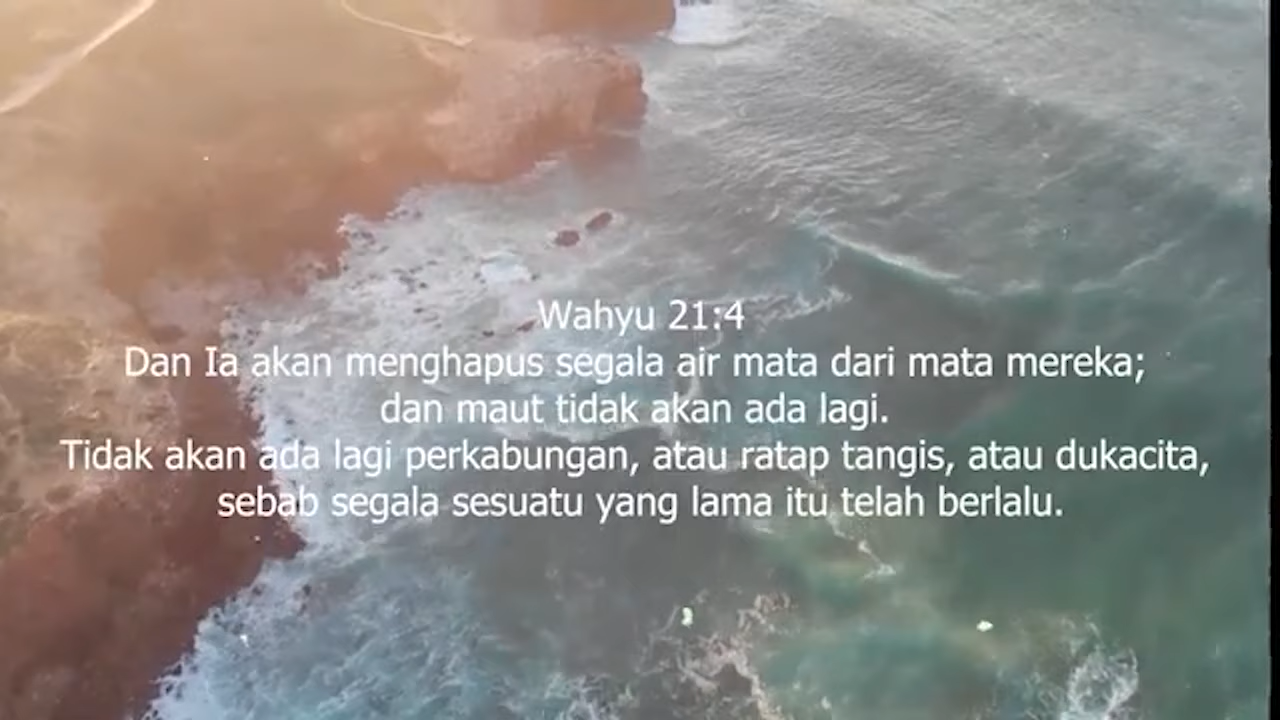 Wahyu 21:4
Dan Ia akan menghapus segala air mata dari mata mereka;
dan maut tidak akan ada lagi.
Tidak akan ada lagi perkabungan, atau ratap tangis, atau dukacita,
sebab segala sesuatu yang lama itu telah berlalu.